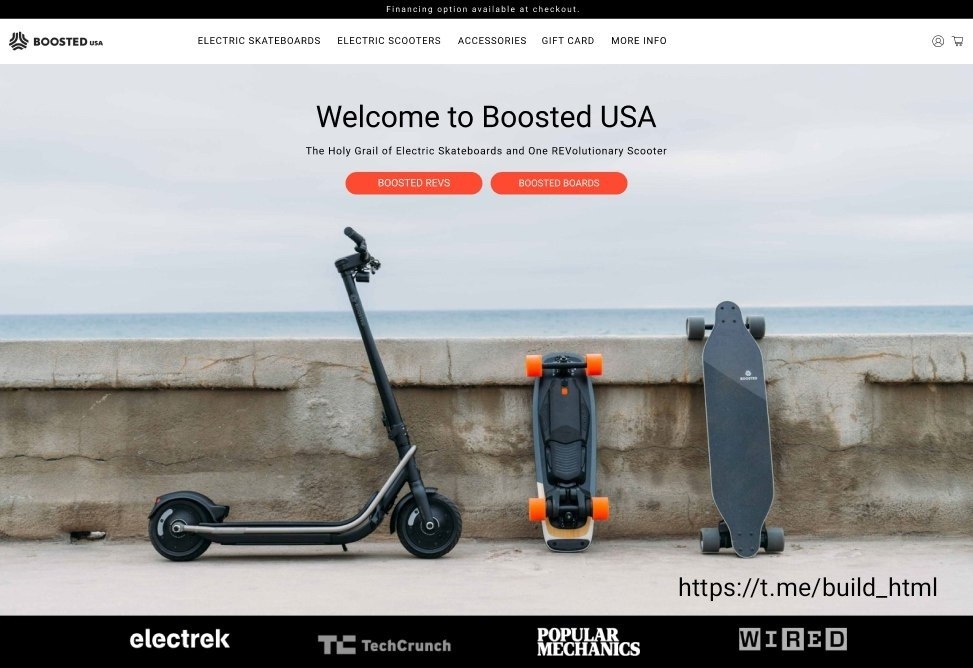 Financing option available at checkout.
BOOSTED USA
ELECTRIC SKATEBOARDS
ELECTRIC SCOOTERS
ACCESSORIES
GIFT CARD
MORE INFO
Welcome to Boosted USA
The Holy Grail of Electric Skateboards and One REVolutionary Scooter
BOOSTED REVS
BOOSTED BOARDS
BOOSTED
https://t.me/build_html
electrek
TC TechCrunch
POPULAR
MECHANICS
WIRED